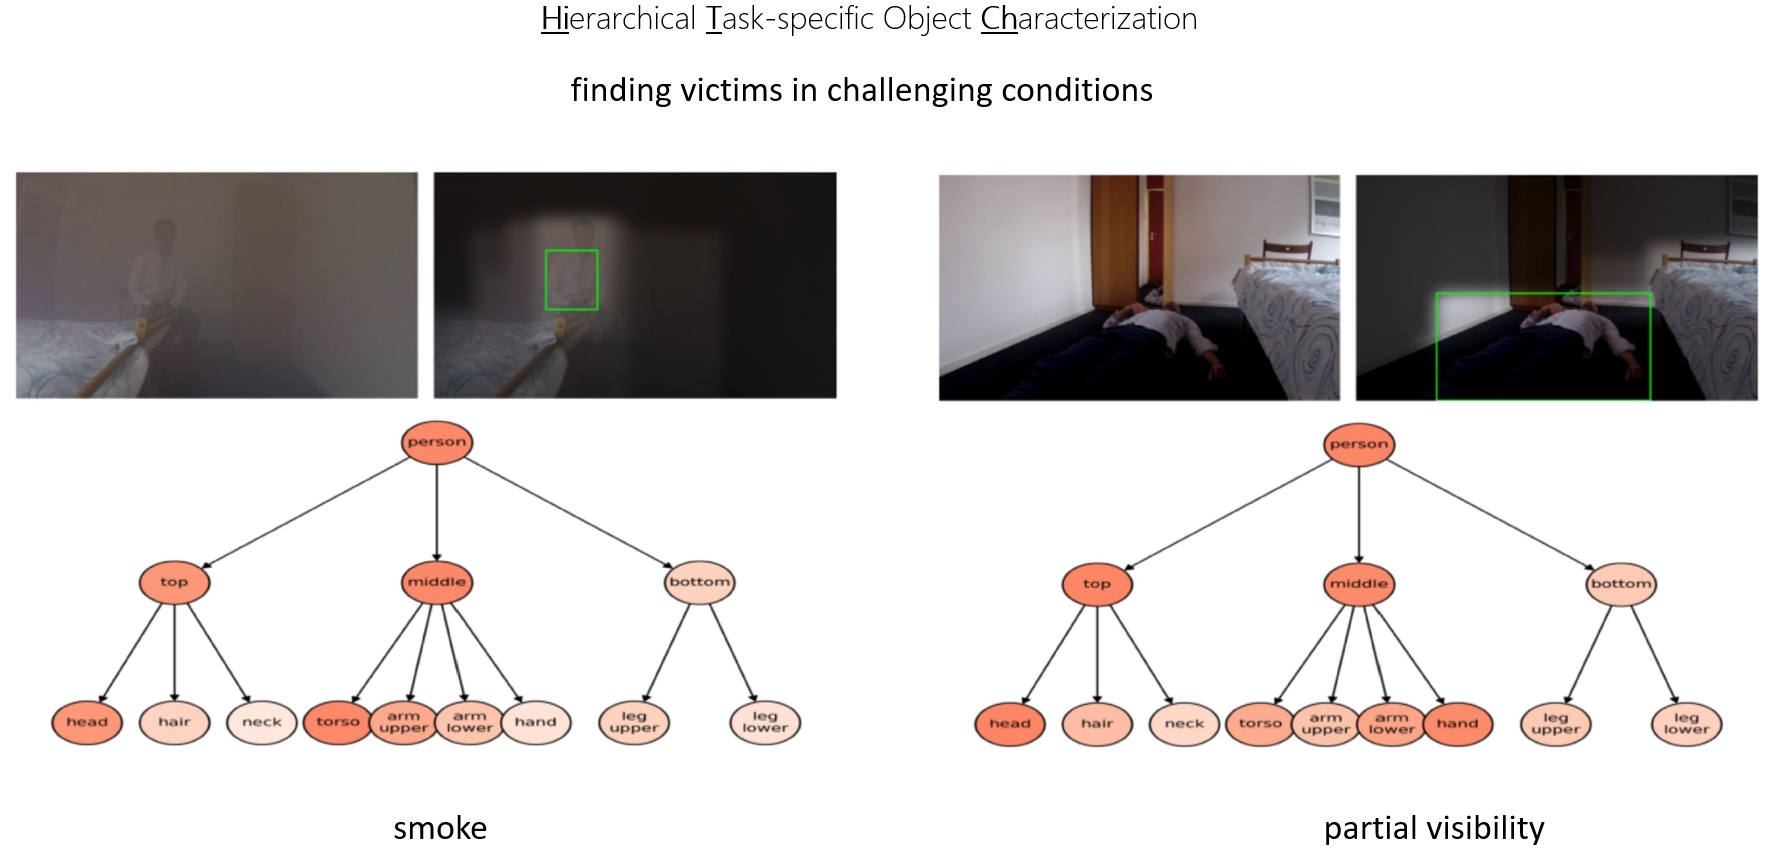 Hierarchical Task-specific Object Characterization
finding victims in challenging conditions
person
top
middle
bottom
head
hair
neck
torso
arm
upper
arm
lower
hand
leg
upper
leg
lower
smoke
person
top
middle
bottom
head
hair
neck
torso
arm
upper
arm
lower
hand
leg
upper
leg
lower
partial visibility